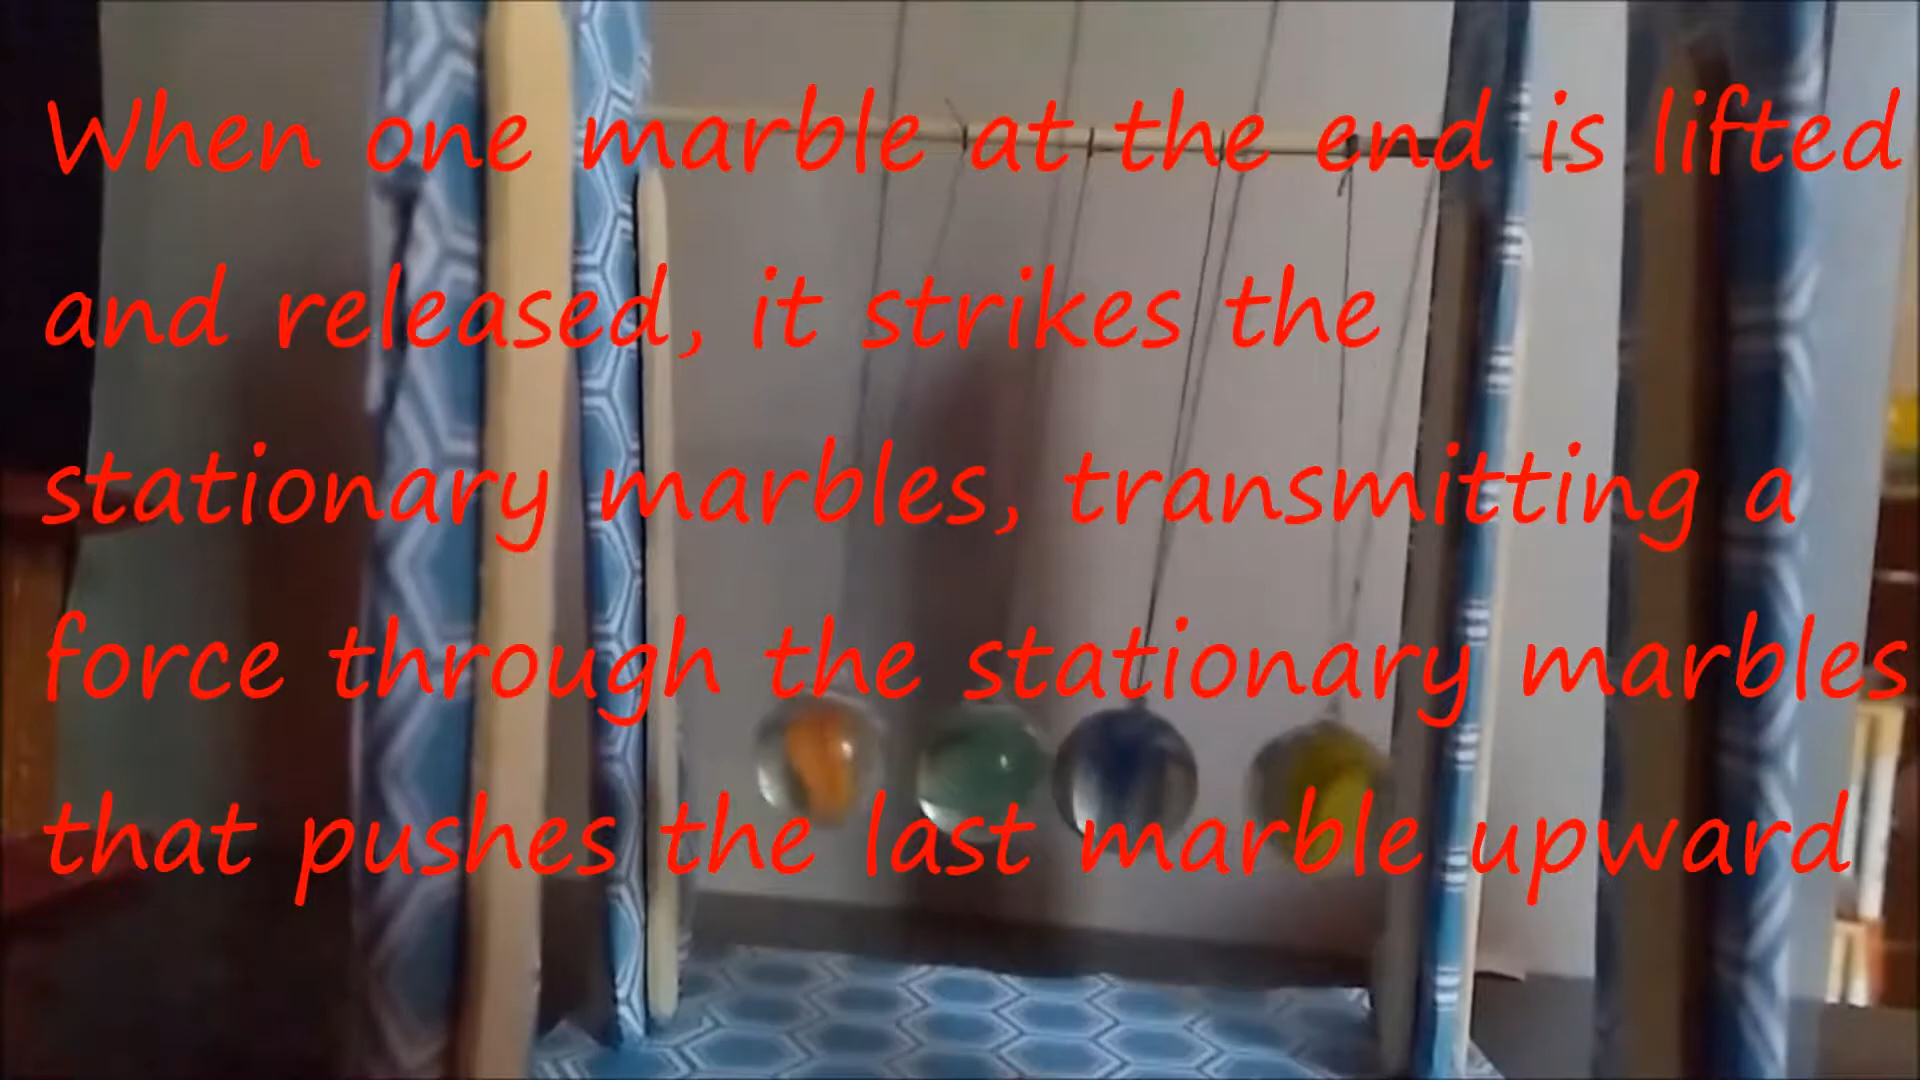 When one marble at the end is lifted
and released, it strikes the
stationary marbles, transmitting a
force through the stationary marbles
that pushes the last marble upward